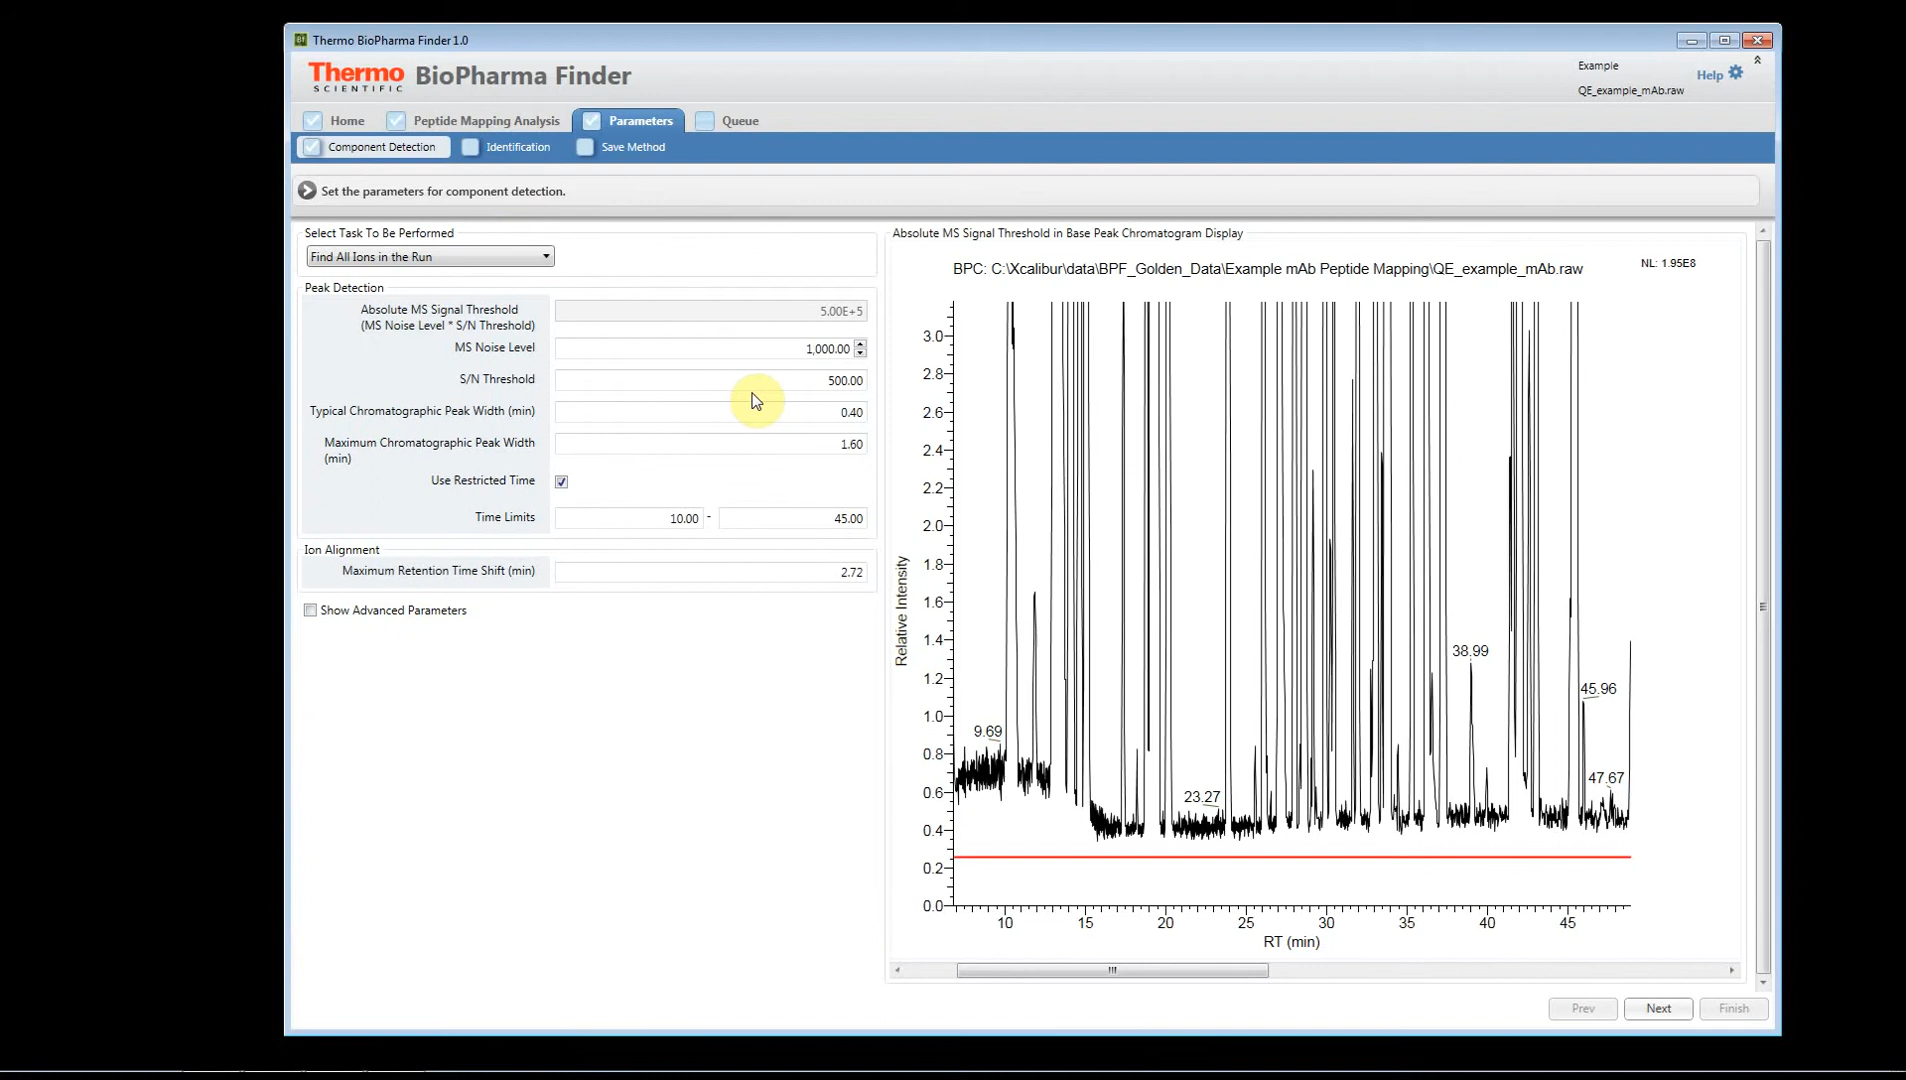 Thermo BioPharma Finder 1.0
Thermo
SCIENTIFIC
BioPharma Finder
Example
QE_example_mAb.raw
Help
Home
Peptide Mapping Analysis
Parameters
Queue
Component Detection
Identification
Save Method
Set the parameters for component detection.
Select Task To Be Performed
Find All Ions in the Run
Peak Detection
Absolute MS Signal Threshold
(MS Noise Level * S/N Threshold)
5.00E+5
MS Noise Level
1,000.00
S/N Threshold
500.00
Typical Chromatographic Peak Width (min)
0.40
Maximum Chromatographic Peak Width
(min)
1.60
Use Restricted Time
Time Limits
10.00 - 45.00
Ion Alignment
Maximum Retention Time Shift (min)
2.72
Show Advanced Parameters
Absolute MS Signal Threshold in Base Peak Chromatogram Display
BPC: C:\Xcalibur\data\BPF_Golden_Data\Example mAb Peptide Mapping\QE_example_mAb.raw
NL: 1.95E8
3.0
2.8
2.6
2.4
2.2
2.0
1.8
1.6
1.4
1.2
1.0
0.8
0.6
0.4
0.2
0.0
Relative Intensity
9.69
23.27
38.99
45.96
47.67
10 15 20 25 30 35 40 45
RT (min)
Prev
Next
Finish